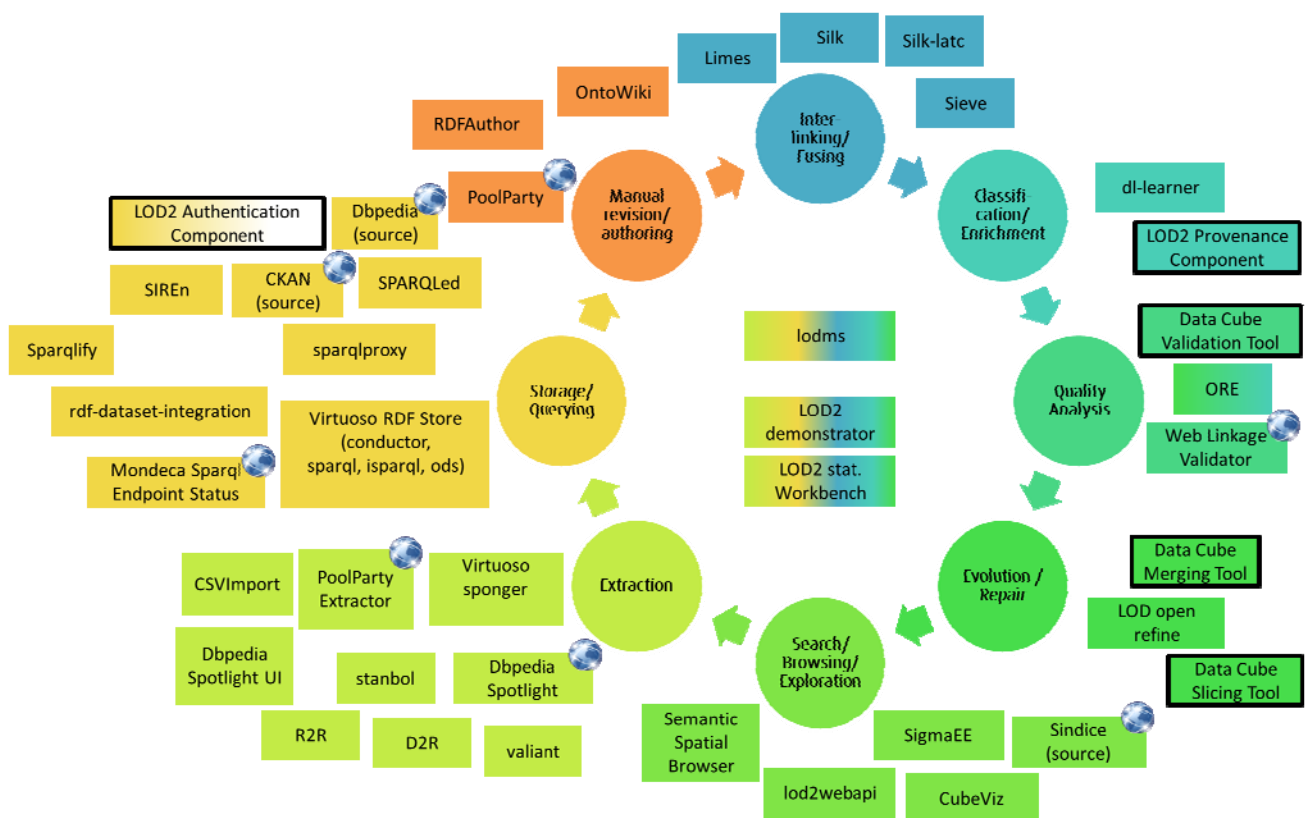 Silk
Silk-latc
Limes
Sieve
OntoWiki
RDFAuthor
PoolParty
Inter-
linking/
Fusing
Manual
revision/
authoring
Classifi-
cation/
Enrichment
dl-learner
LOD2 Provenance
Component
LOD2 Authentication
Component
Dbpedia
(source)
SIREn
CKAN
(source)
SPARQLed
Sparqlify
sparqlproxy
rdf-dataset-integration
Virtuoso RDF Store
(conductor,
sparql, isparql, ods)
Mondeca Sparql
Endpoint Status
Storage/
Querying
lodms
LOD2
demonstrator
LOD2 stat.
Workbench
Data Cube
Validation Tool
Quality
Analysis
ORE
Web Linkage
Validator
CSVImport
PoolParty
Extractor
Virtuoso
sponger
Extraction
Dbpedia
Spotlight UI
stanbol
Dbpedia
Spotlight
R2R
D2R
valiant
Evolution /
Repair
Data Cube
Merging Tool
LOD open
refine
Data Cube
Slicing Tool
Search/
Browsing/
Exploration
Semantic
Spatial
Browser
SigmaEE
Sindice
(source)
lod2webapi
CubeViz